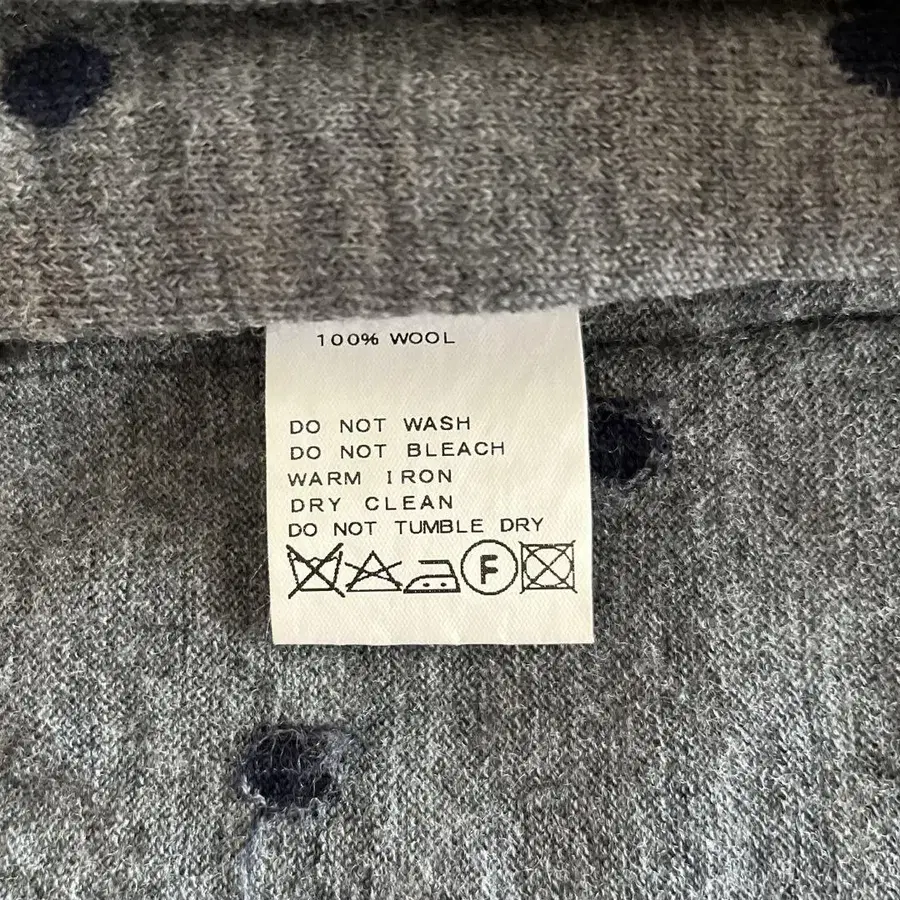 100% WOOL
DO NOT WASH
DO NOT BLEACH
WARM IRON
DRY CLEAN
DO NOT TUMBLE DRY
F